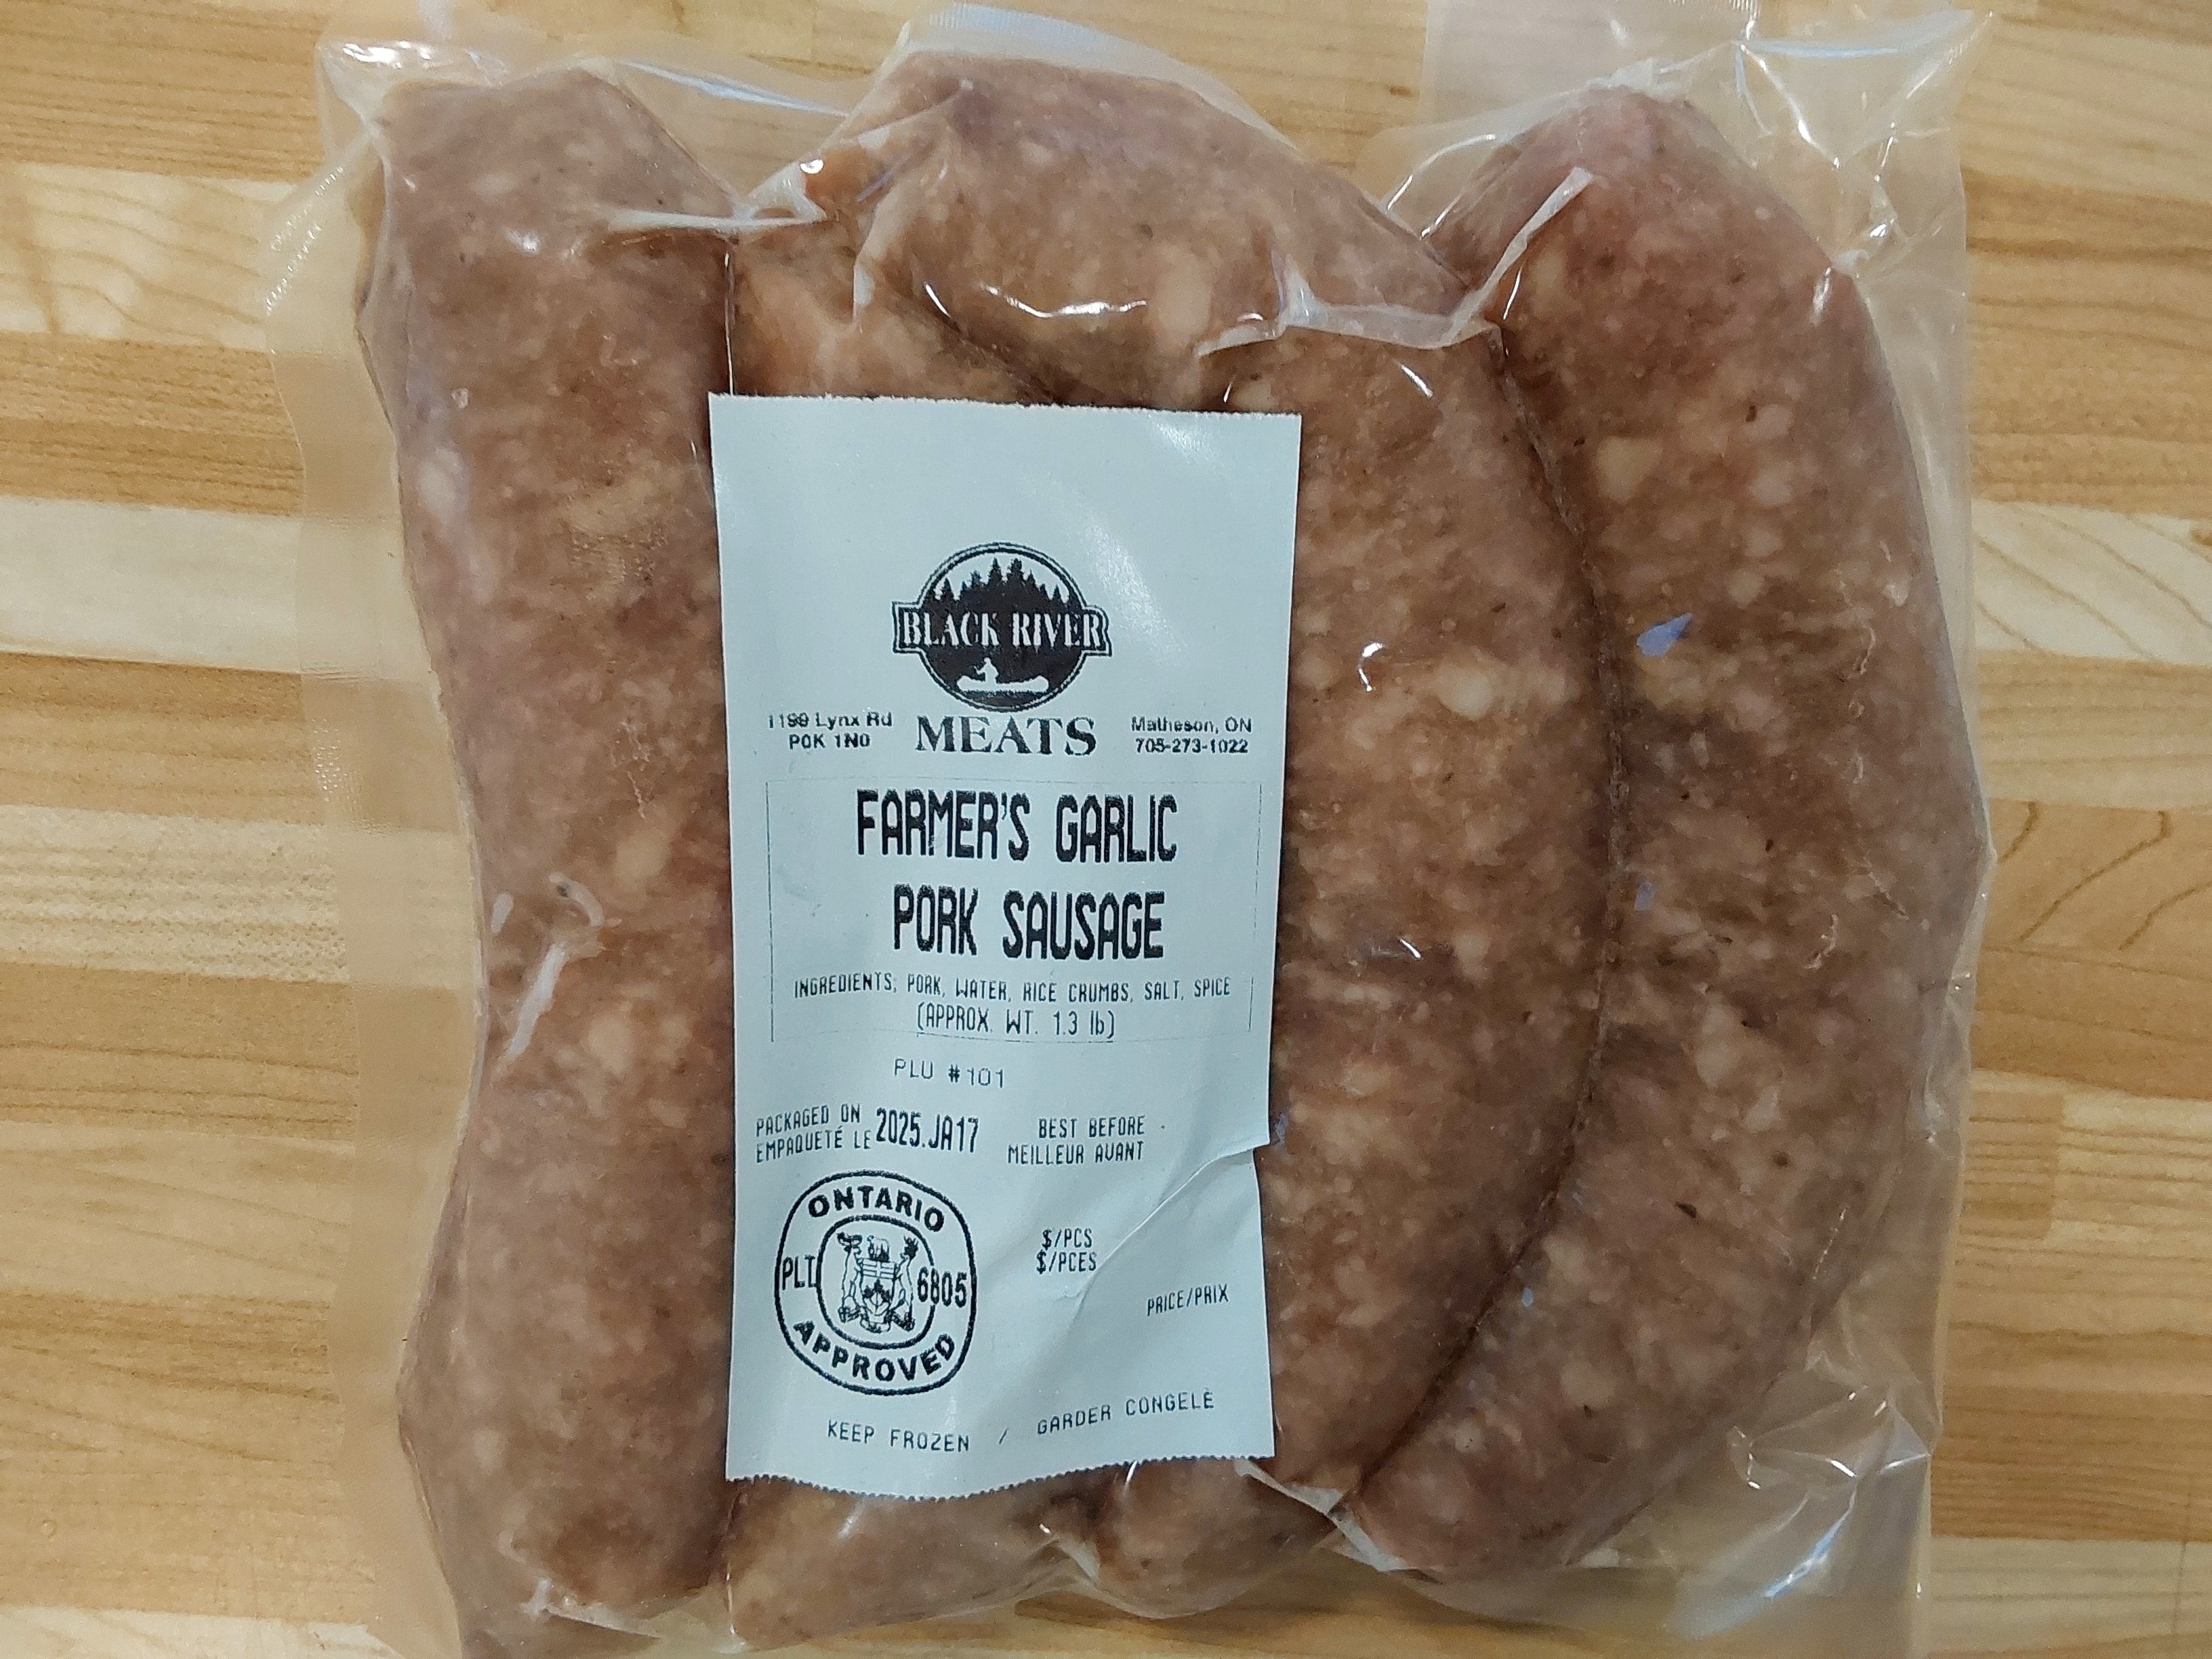 BLACK RIVER
MEATS
1199 Lynx Rd
P0K 1N0
Matheson, ON
705-273-1022
FARMER'S GARLIC
PORK SAUSAGE
INGREDIENTS; PORK, WATER, RICE CRUMBS, SALT, SPICE
(APPROX. WT. 1.3 lb)
PLU #101
PACKAGED ON
EMPAQUETÉ LE
2025.JA17
BEST BEFORE
MEILLEUR AVANT
ONTARIO
PLT
6805
APPROVED
$/PCS
$/PCES
PRICE/PRIX
KEEP FROZEN / GARDER CONGELÈ